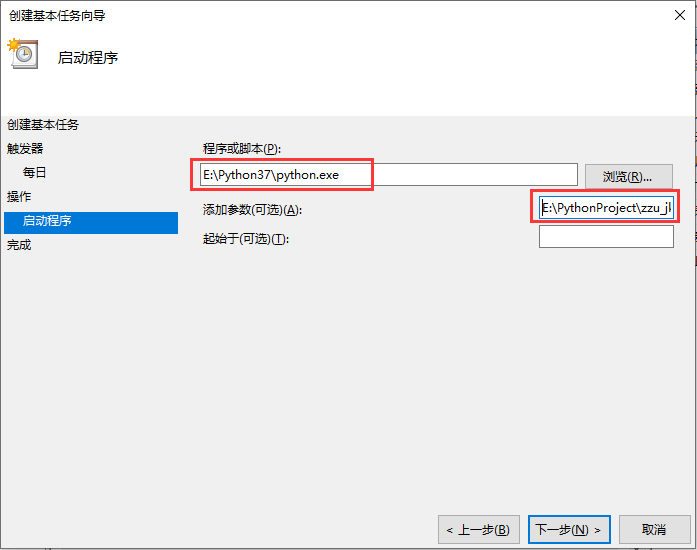 创建基本任务向导
启动程序
创建基本任务
触发器
每日
操作
启动程序
完成
程序或脚本(P):
E:\Python37\python.exe
浏览(R)...
添加参数(可选)(A):
E:\PythonProject\zzu_jl
起始于(可选)(T):
< 上一步(B)
下一步(N) >
取消